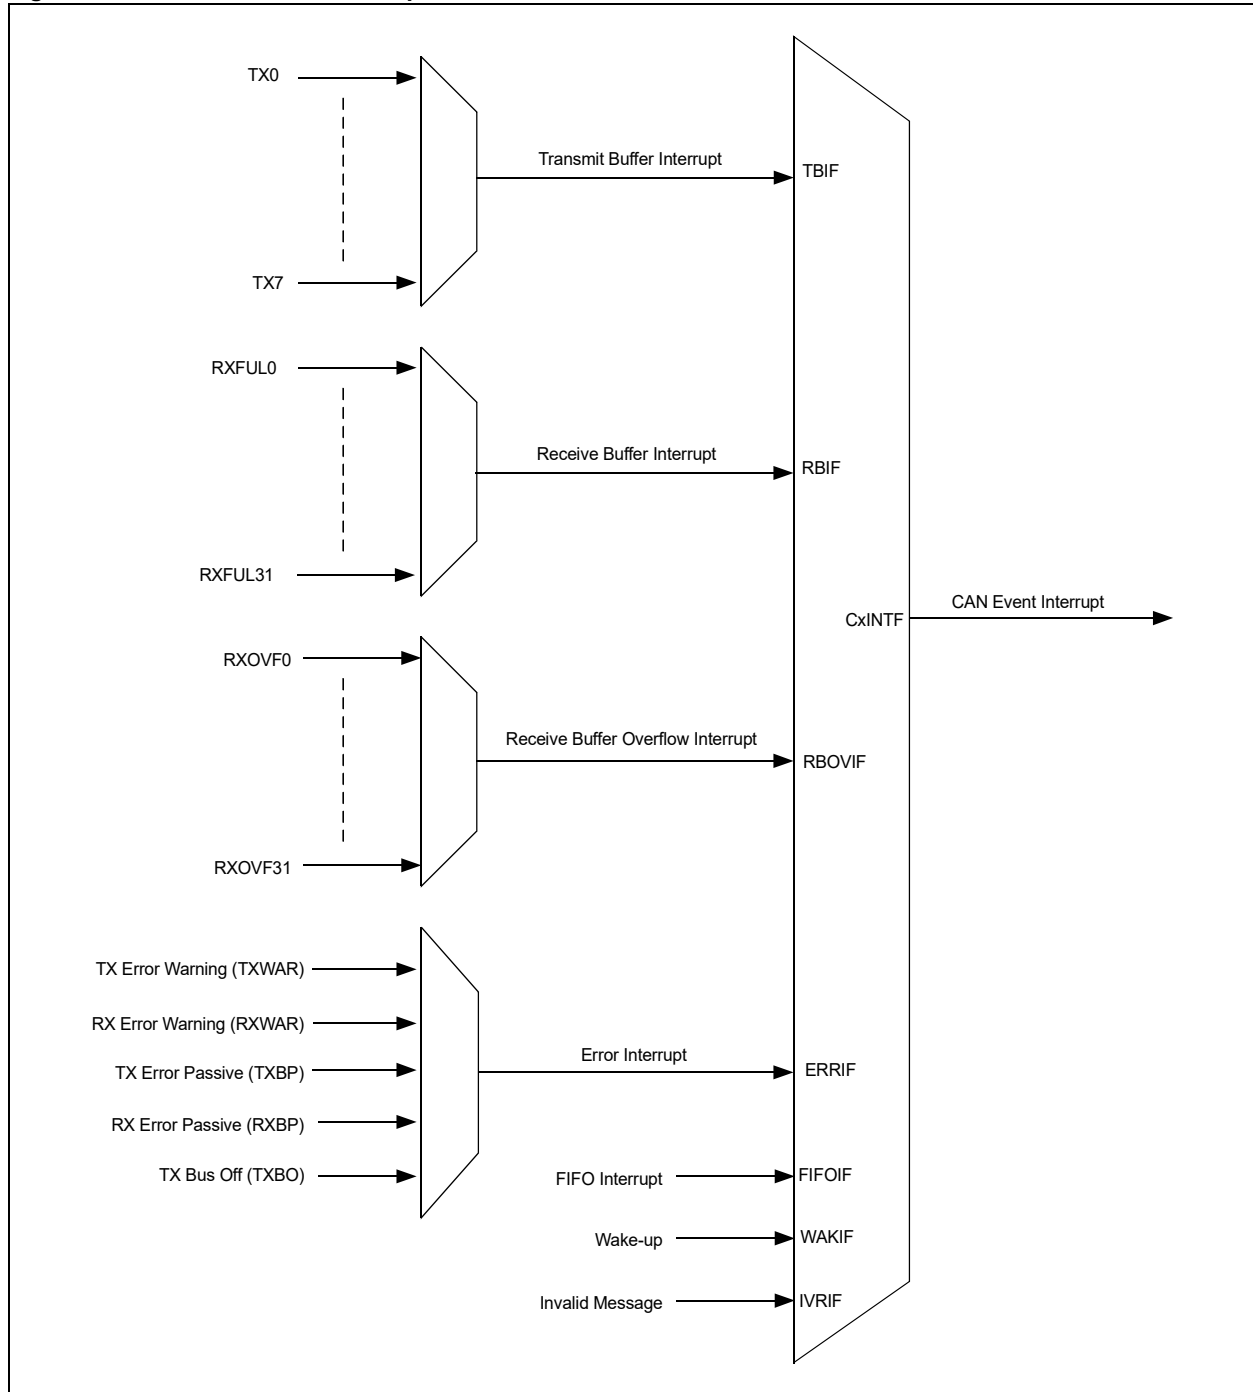 TX0
Transmit Buffer Interrupt
TBIF
TX7
RXFUL0
Receive Buffer Interrupt
RBIF
RXFUL31
CAN Event Interrupt
CxINTF
RXOVF0
Receive Buffer Overflow Interrupt
RBOVIF
RXOVF31
TX Error Warning (TXWAR)
RX Error Warning (RXWAR)
Error Interrupt
TX Error Passive (TXBP)
ERRIF
RX Error Passive (RXBP)
TX Bus Off (TXBO)
FIFO Interrupt
FIFOIF
Wake-up
WAKIF
Invalid Message
IVRIF